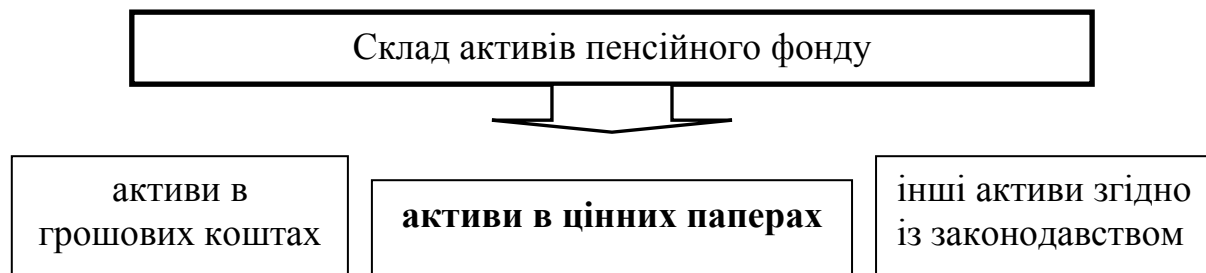 Склад активів пенсійного фонду
активи в
грошових коштах
активи в цінних паперах
інші активи згідно
із законодавством